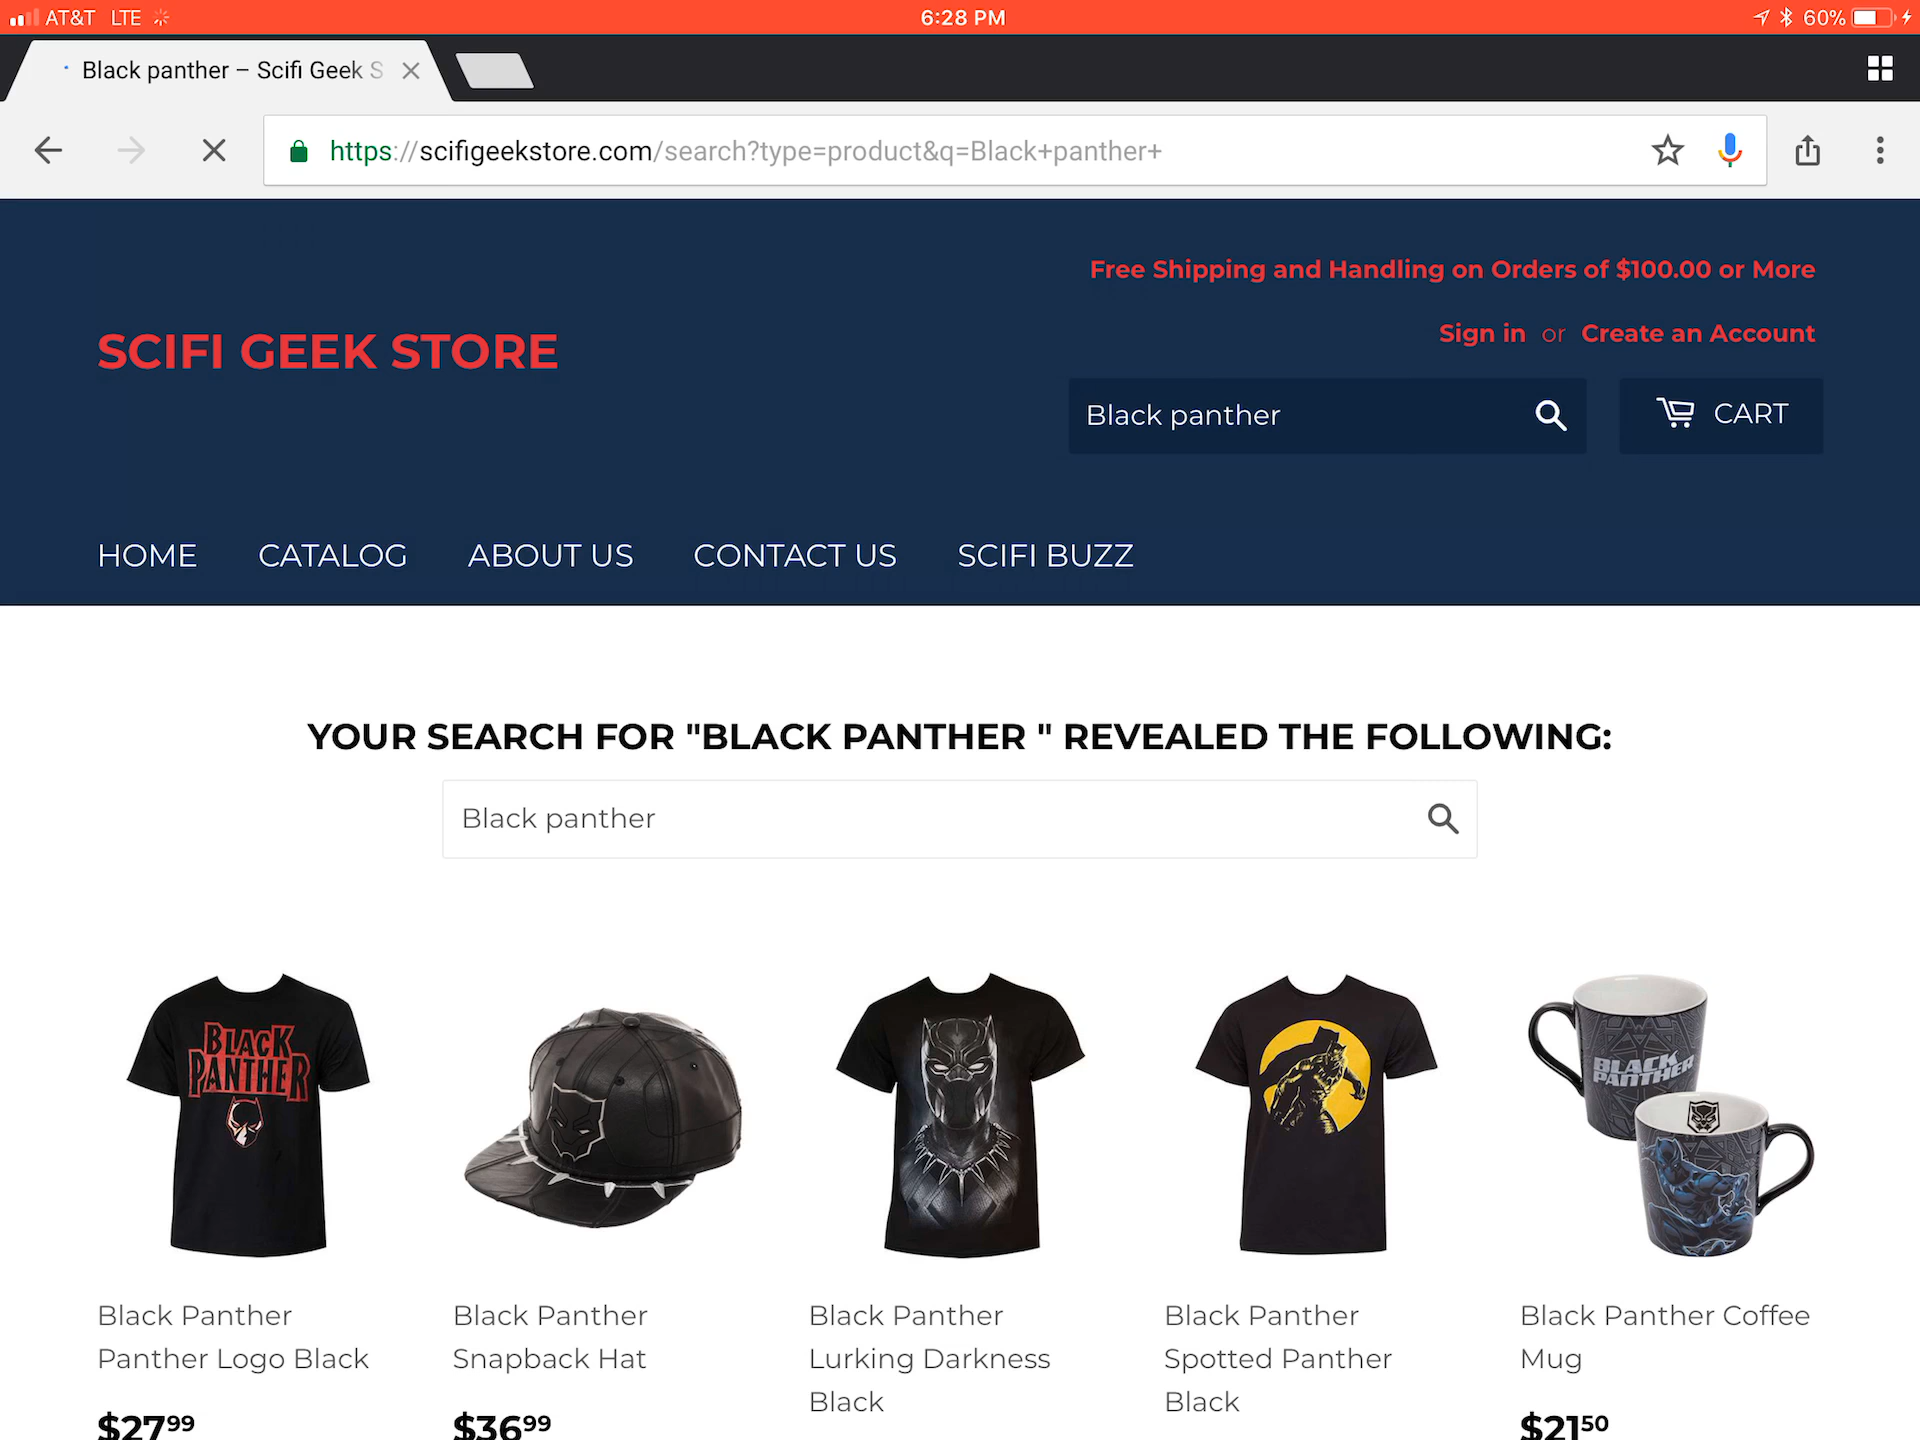 AT&T LTE 6:28 PM 60%
Black panther – Scifi Geek S
https://scifigeekstore.com/search?type=product&q=Black+panther+
Free Shipping and Handling on Orders of $100.00 or More
Sign in or Create an Account
SCIFI GEEK STORE
Black panther
CART
HOME CATALOG ABOUT US CONTACT US SCIFI BUZZ
YOUR SEARCH FOR "BLACK PANTHER " REVEALED THE FOLLOWING:
Black panther
BLACK
PANTHER
BLACK
PANTHER
Black Panther
Panther Logo Black
$27.99
Black Panther
Snapback Hat
$36.99
Black Panther
Lurking Darkness
Black
Black Panther
Spotted Panther
Black
Black Panther Coffee
Mug
$21.50